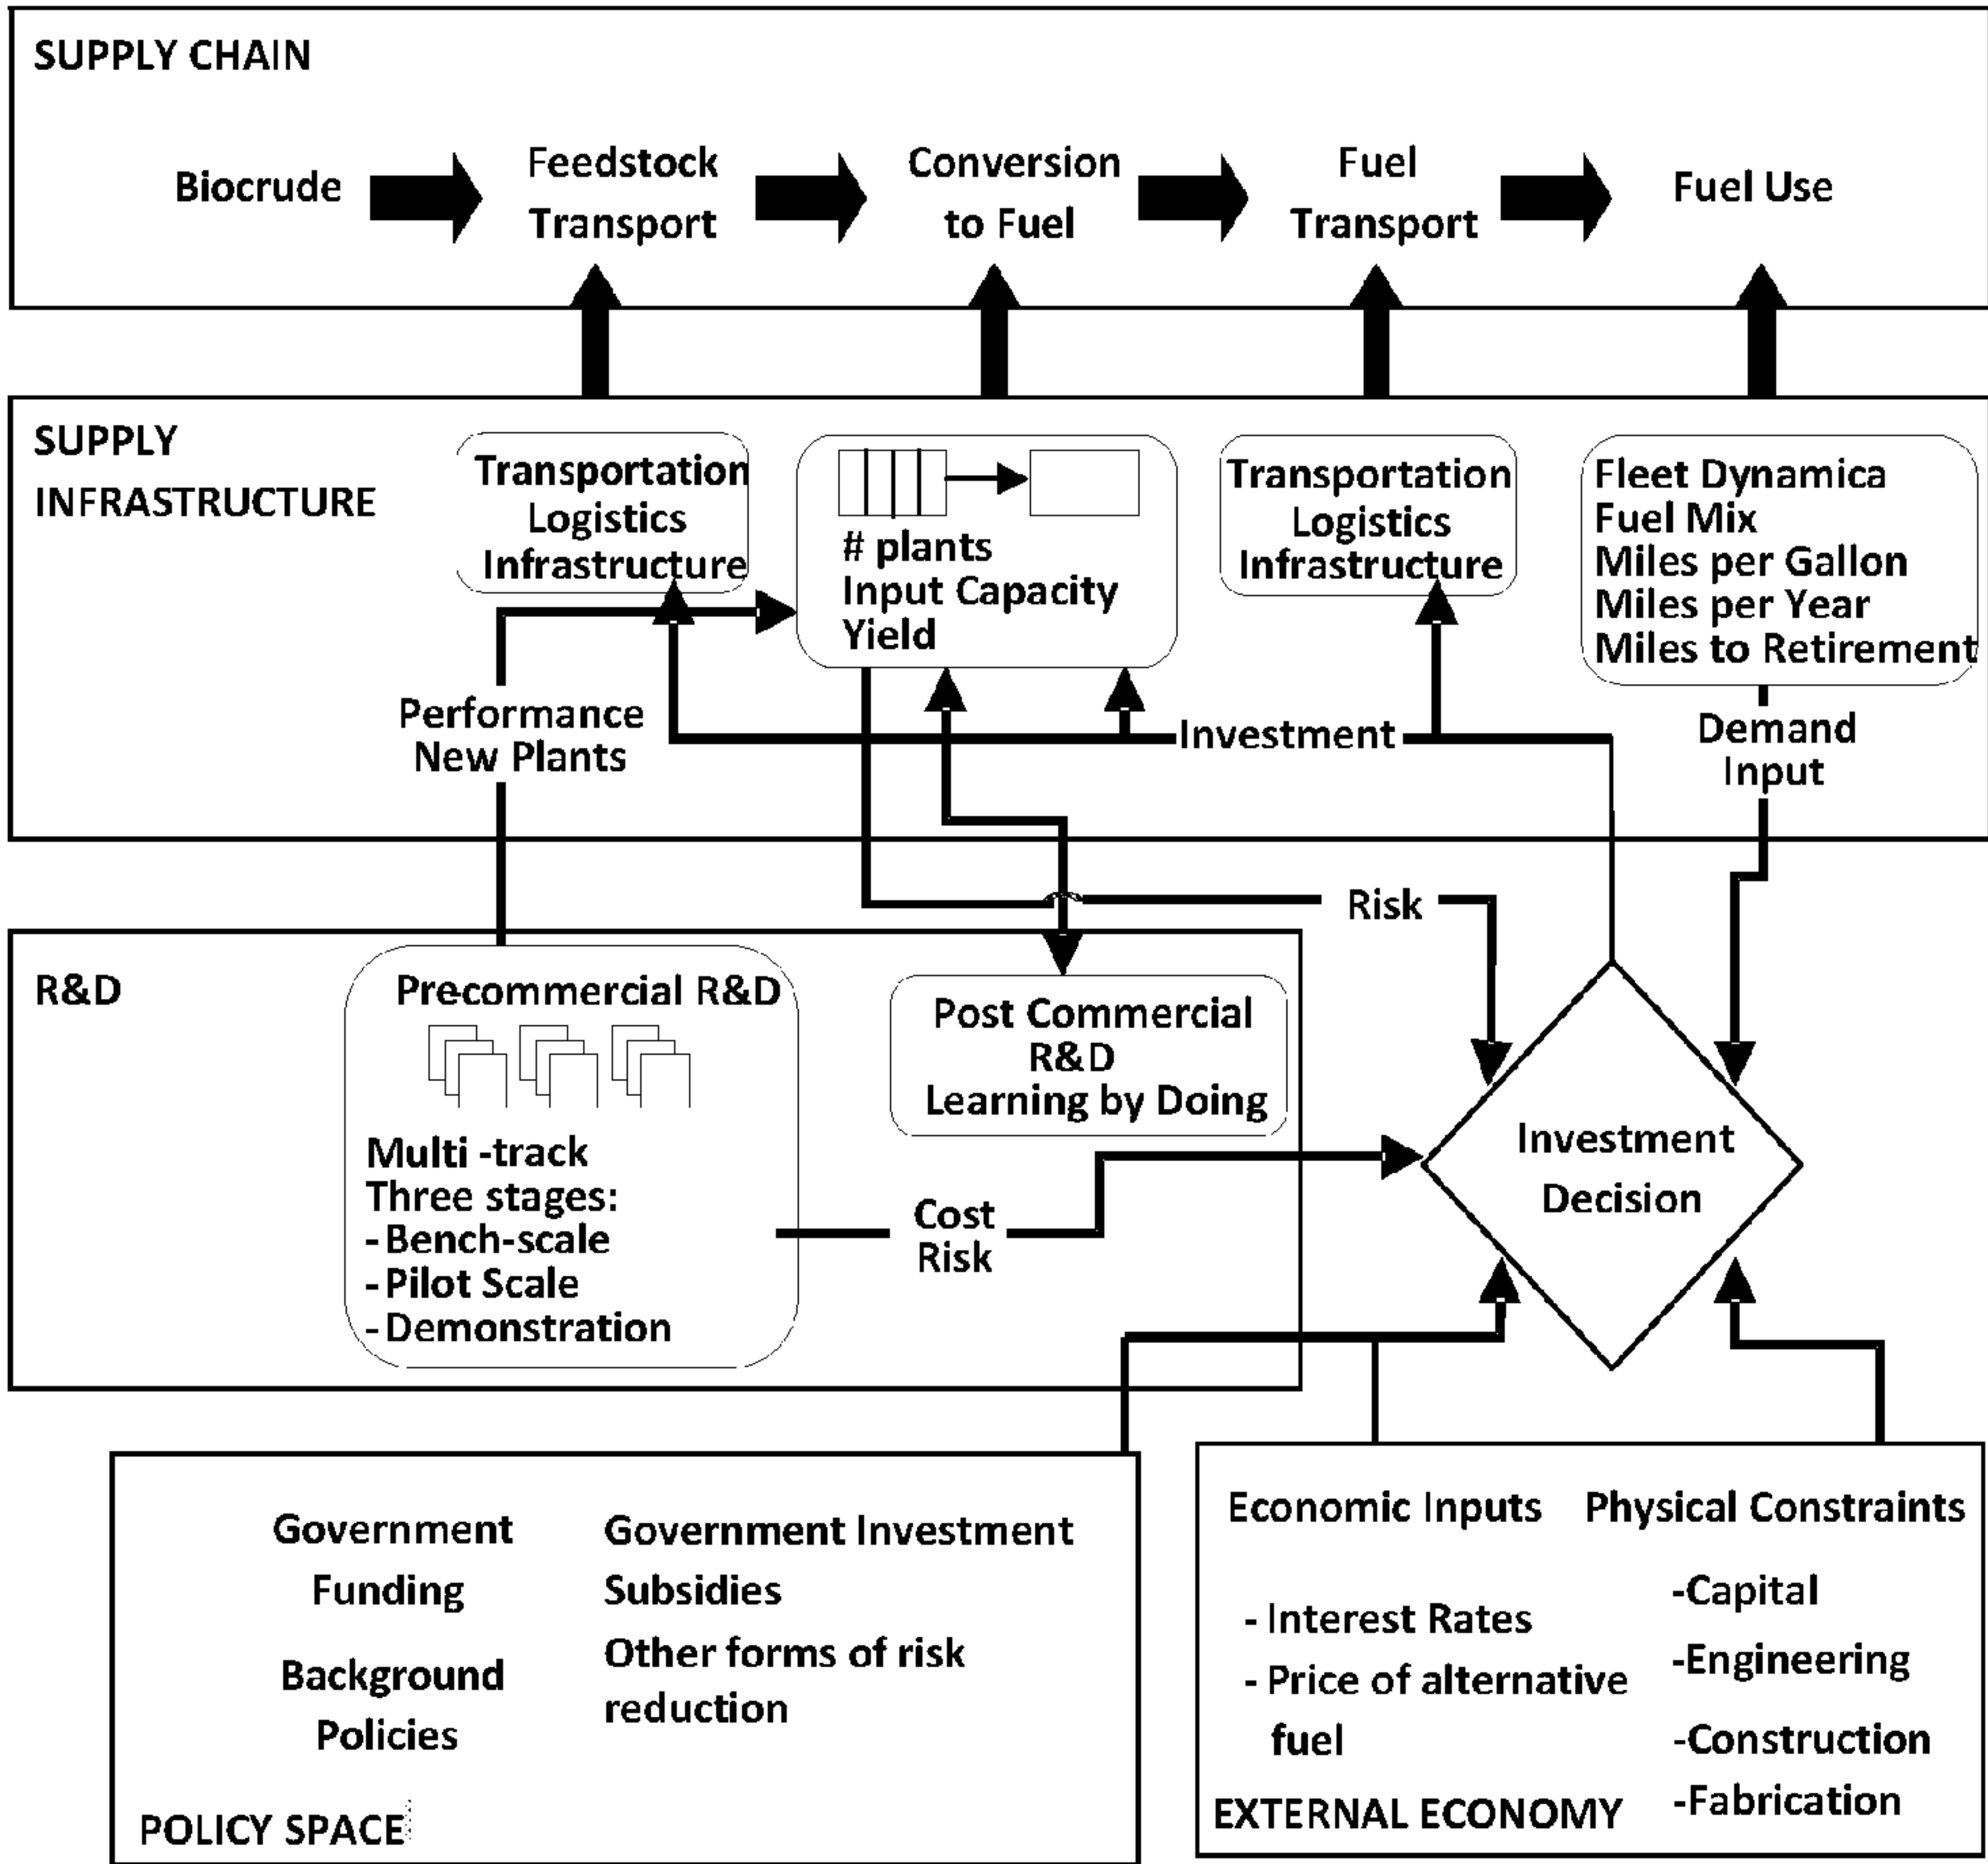 SUPPLY CHAIN
Biocrude
Feedstock
Transport
Conversion
to Fuel
Fuel
Transport
Fuel Use
SUPPLY
INFRASTRUCTURE
Transportation
Logistics
Infrastructure
# plants
Input Capacity
Yield
Transportation
Logistics
Infrastructure
Fleet Dynamica
Fuel Mix
Miles per Gallon
Miles per Year
Miles to Retirement
Performance
New Plants
Investment
Demand
Input
Risk
R&D
Precommercial R&D
Multi -track
Three stages:
- Bench-scale
- Pilot Scale
- Demonstration
Post Commercial
R&D
Learning by Doing
Cost
Risk
Investment
Decision
Government
Funding
Background
Policies
Government Investment
Subsidies
Other forms of risk
reduction
POLICY SPACE
Economic Inputs
- Interest Rates
- Price of alternative
fuel
Physical Constraints
-Capital
-Engineering
-Construction
-Fabrication
EXTERNAL ECONOMY